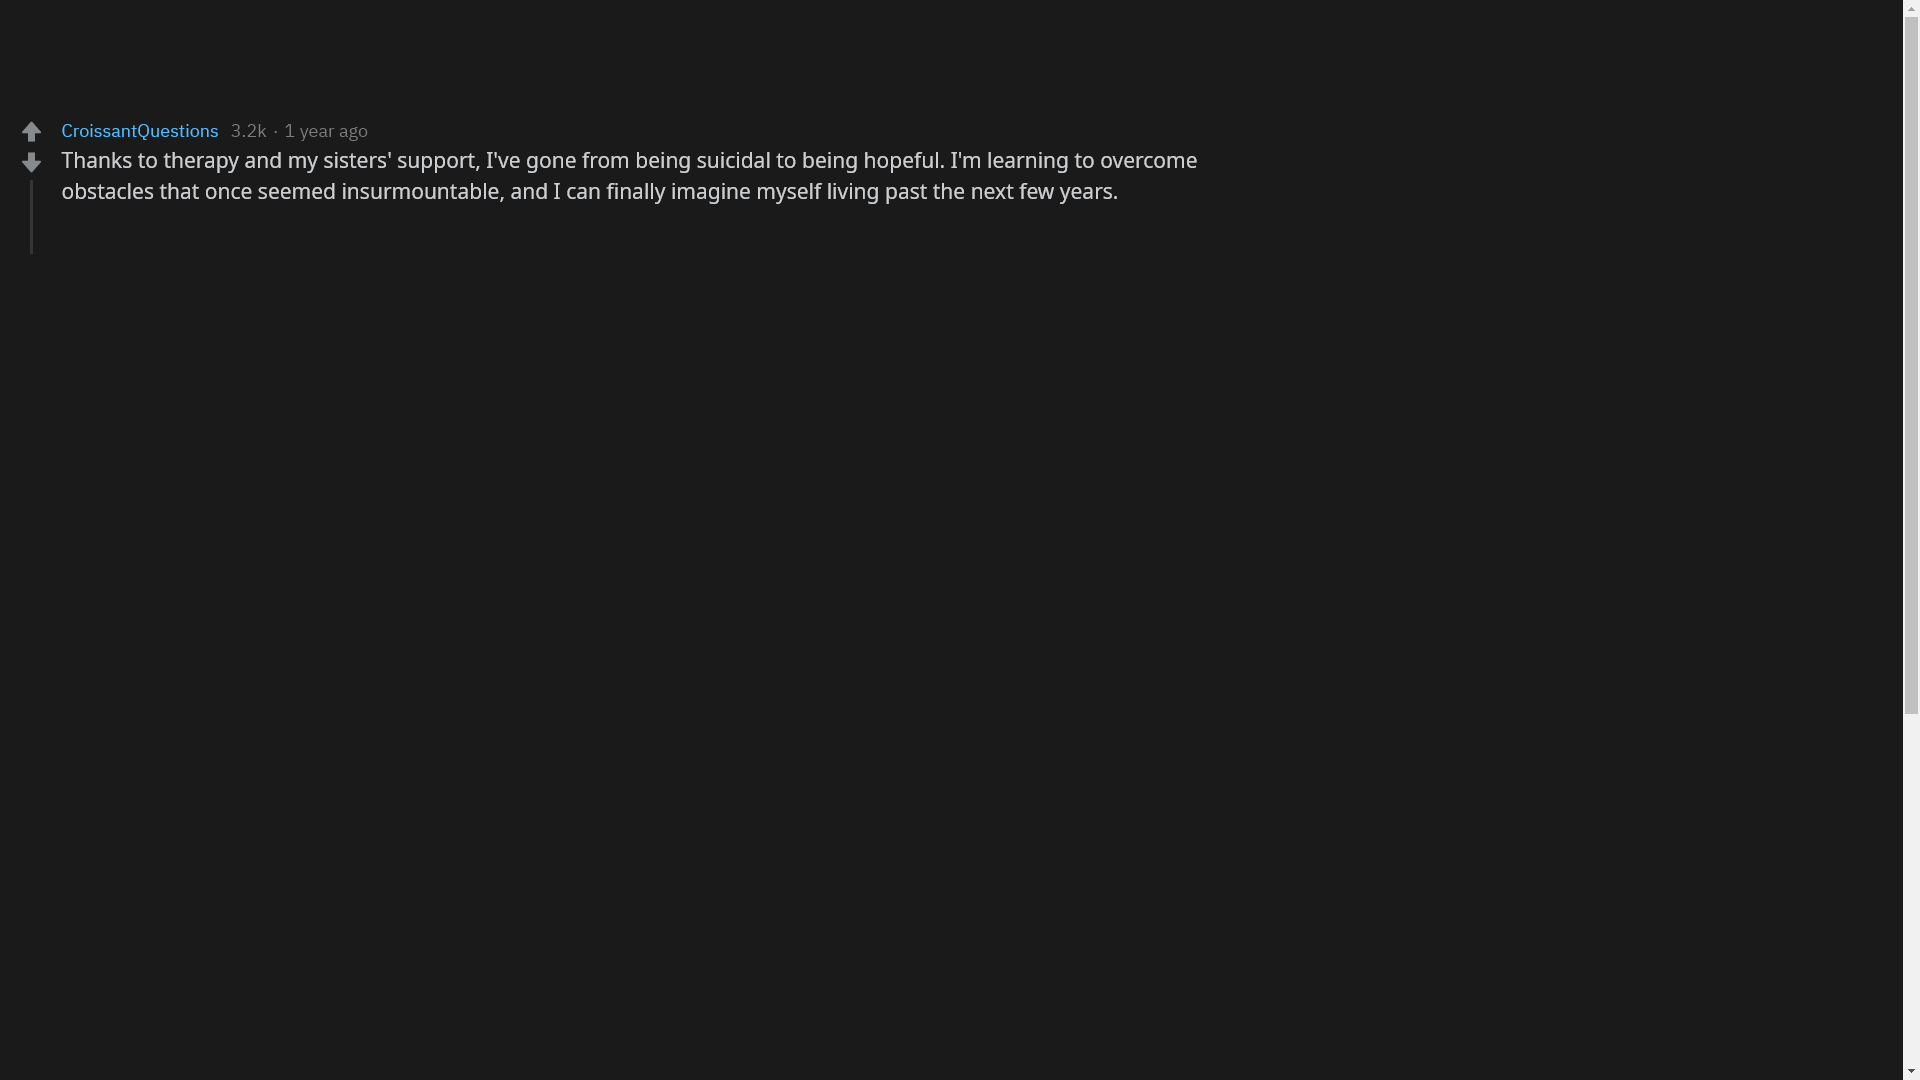 CroissantQuestions 3.2k · 1 year ago
Thanks to therapy and my sisters' support, I've gone from being suicidal to being hopeful. I'm learning to overcome
obstacles that once seemed insurmountable, and I can finally imagine myself living past the next few years.